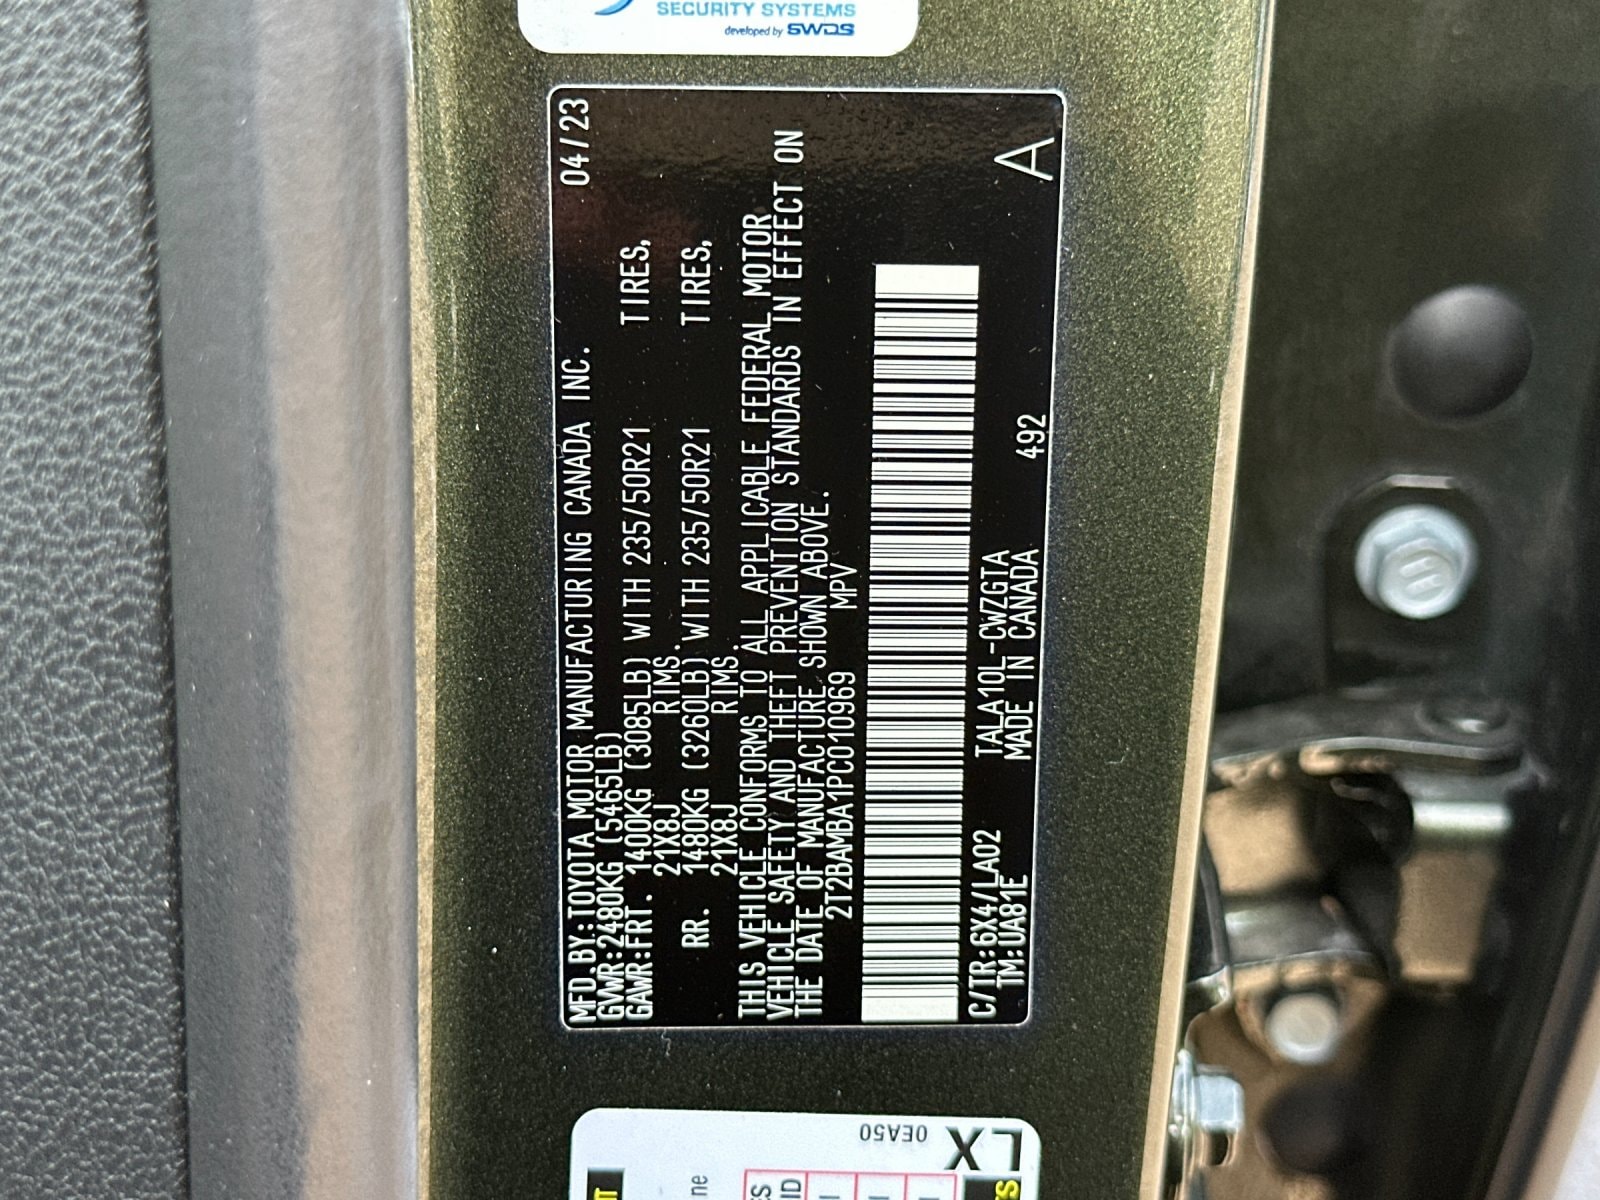 SECURITY SYSTEMS
developed by SWDS
MFD.BY:TOYOTA MOTOR MANUFACTURING CANADA INC. 04/23
GVWR:2480KG (5465LB)
GAWR:FRT. 1400KG (3085LB) WITH 235/50R21 TIRES,
21X8J RIMS.
RR. 1480KG (3260LB) WITH 235/50R21 TIRES,
21X8J RIMS.
THIS VEHICLE CONFORMS TO ALL APPLICABLE FEDERAL MOTOR
VEHICLE SAFETY AND THEFT PREVENTION STANDARDS IN EFFECT ON
THE DATE OF MANUFACTURE SHOWN ABOVE.
2T2BAMBA1PC010969 MPV
C/TR:6X4/LA02 TALA10L-CWZGTA 492 A
TM:UA81E MADE IN CANADA
0EA50
LX